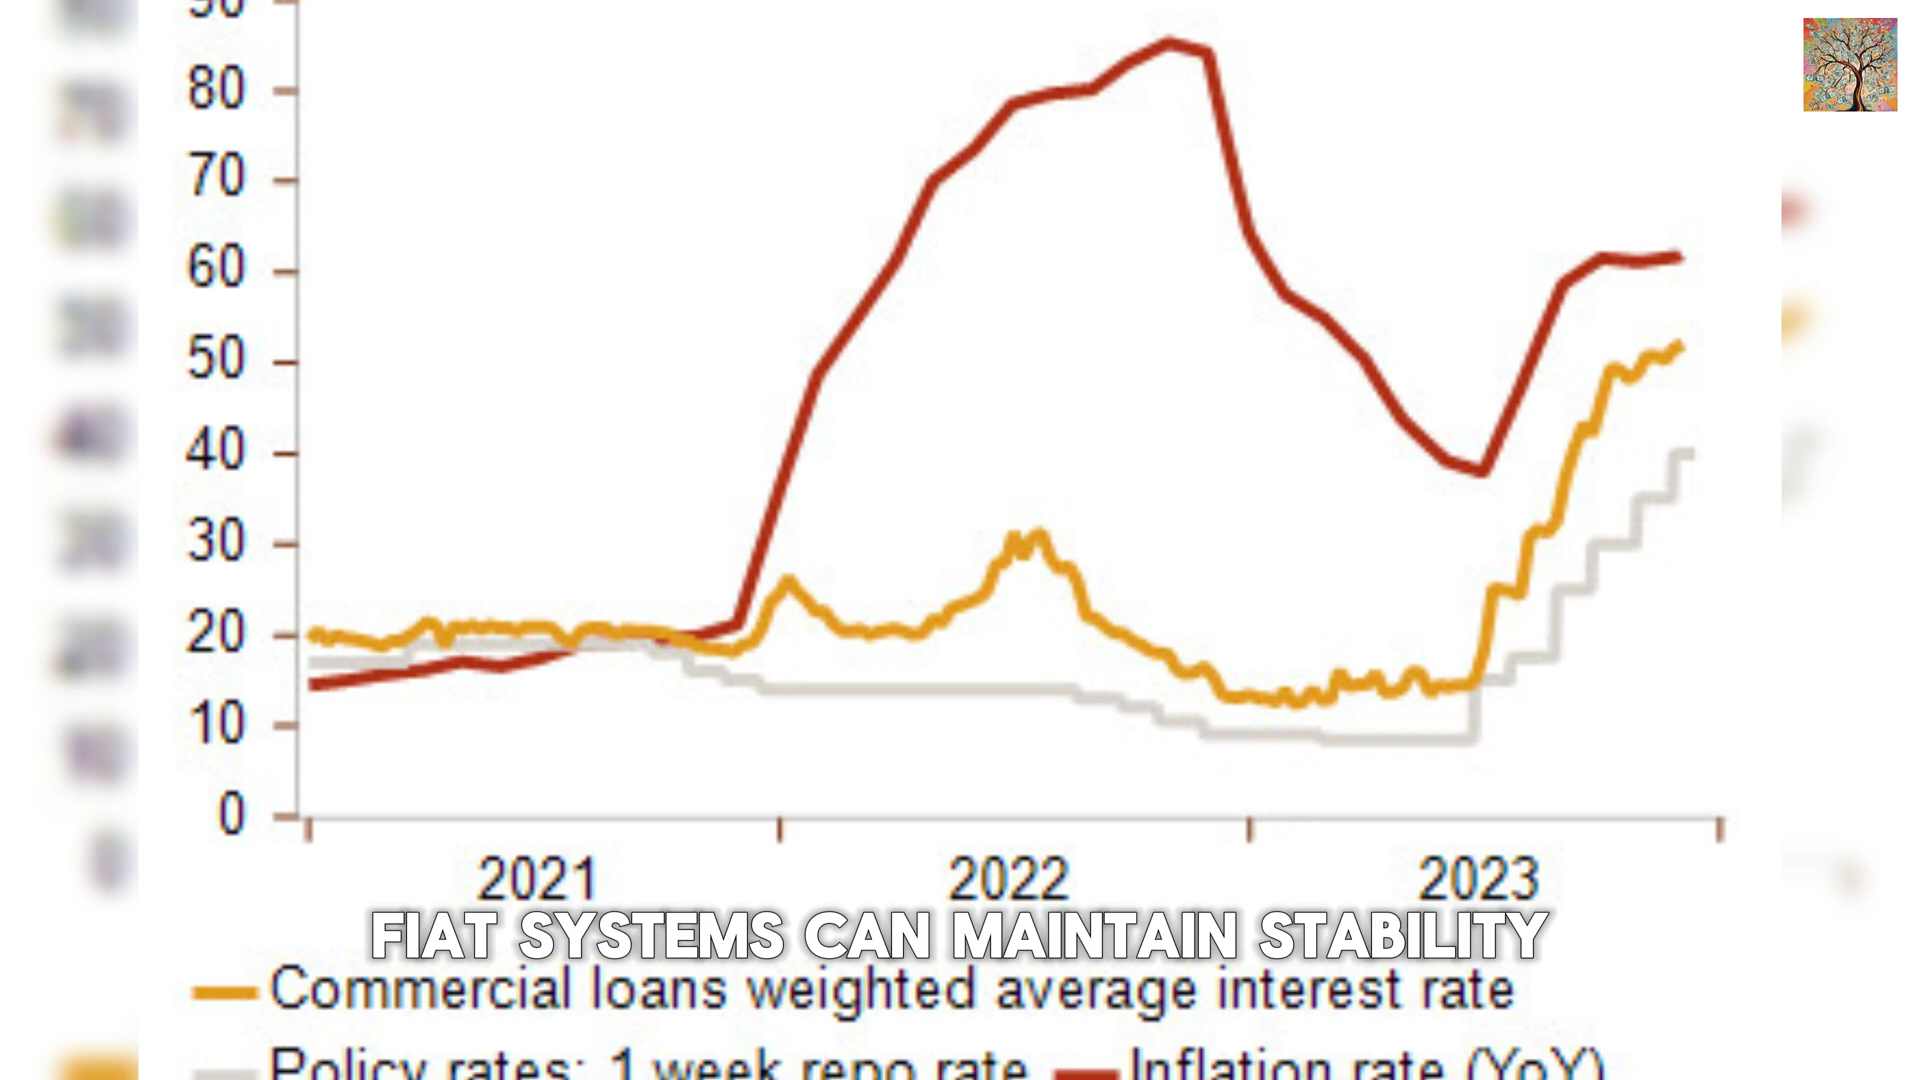 90
80
70
60
50
40
30
20
10
0
2021 2022 2023
FIAT SYSTEMS CAN MAINTAIN STABILITY
Commercial loans weighted average interest rate
Policy rates: 1 week repo rate Inflation rate (YoY)